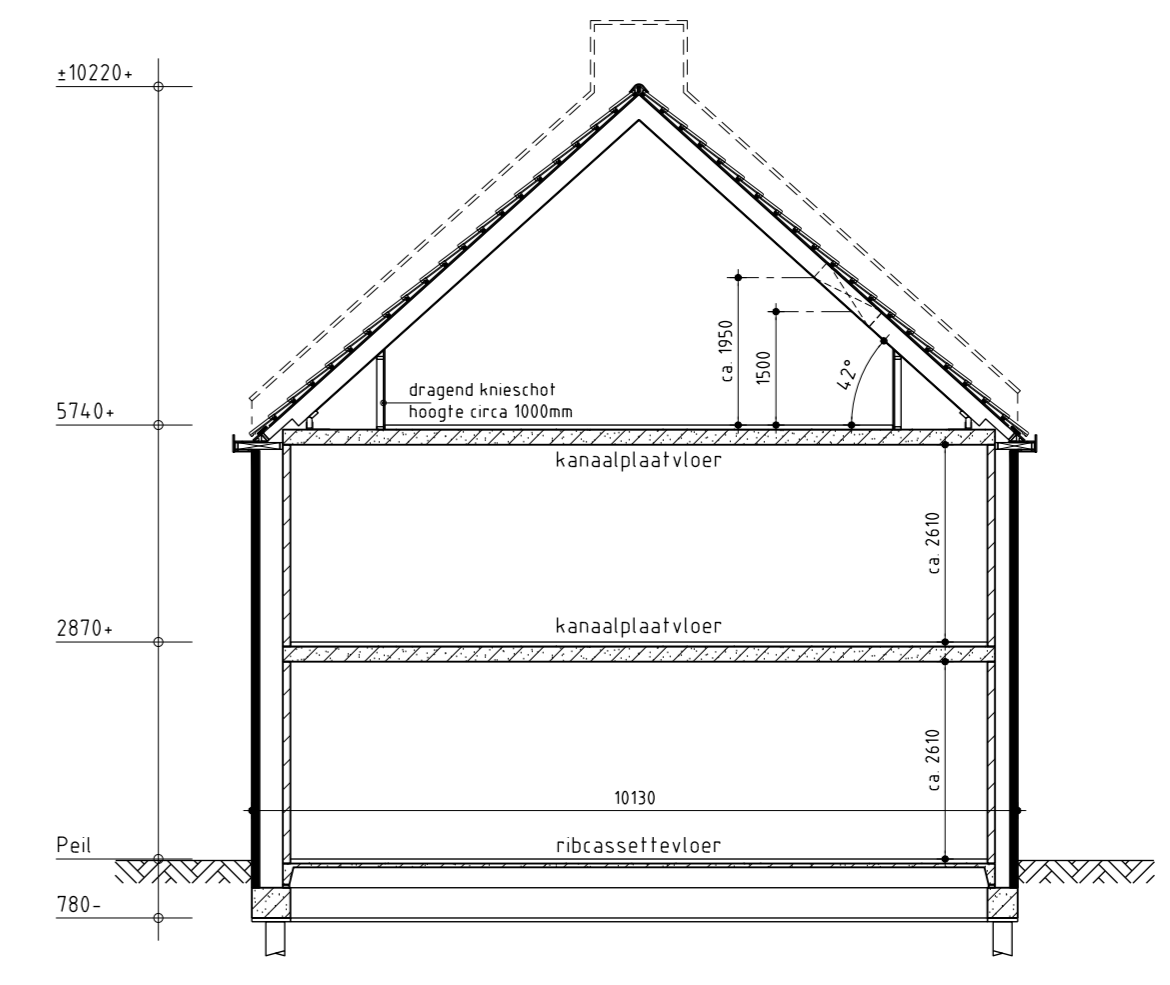 ±10220+
ca. 1950
1500
42°
dragend knieschot
hoogte circa 1000mm
5740+
kanaalplaatvloer
ca. 2610
2870+
kanaalplaatvloer
ca. 2610
10130
Peil
ribcassettevloer
780-